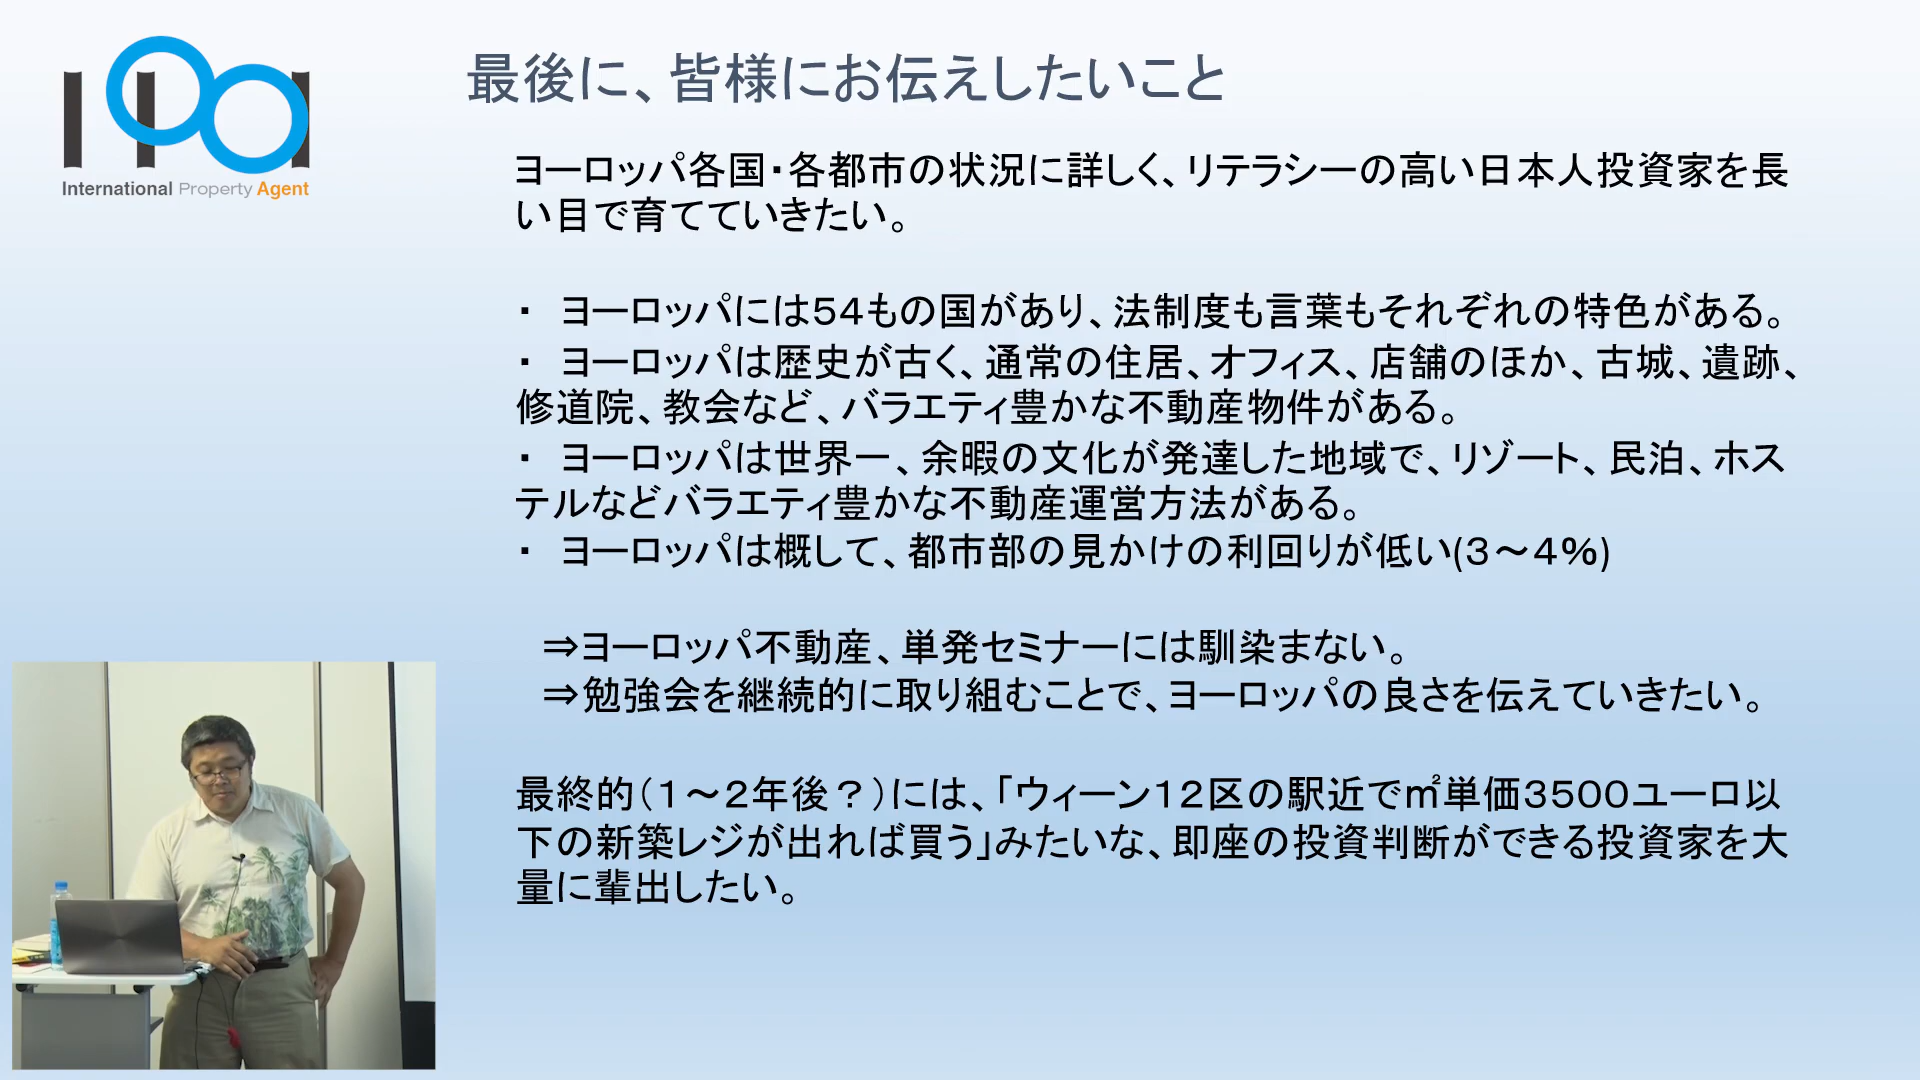 IPa
International Property Agent
最後に、皆様にお伝えしたいこと
ヨーロッパ各国・各都市の状況に詳しく、リテラシーの高い日本人投資家を長
い目で育てていきたい。
・ ヨーロッパには５４もの国があり、法制度も言葉もそれぞれの特色がある。
・ ヨーロッパは歴史が古く、通常の住居、オフィス、店舗のほか、古城、遺跡、
修道院、教会など、バラエティ豊かな不動産物件がある。
・ ヨーロッパは世界一、余暇の文化が発達した地域で、リゾート、民泊、ホス
テルなどバラエティ豊かな不動産運営方法がある。
・ ヨーロッパは概して、都市部の見かけの利回りが低い(３～４％)
⇒ヨーロッパ不動産、単発セミナーには馴染まない。
⇒勉強会を継続的に取り組むことで、ヨーロッパの良さを伝えていきたい。
最終的（１～２年後？）には、「ウィーン１２区の駅近で㎡単価３５００ユーロ以
下の新築レジが出れば買う」みたいな、即座の投資判断ができる投資家を大
量に輩出したい。